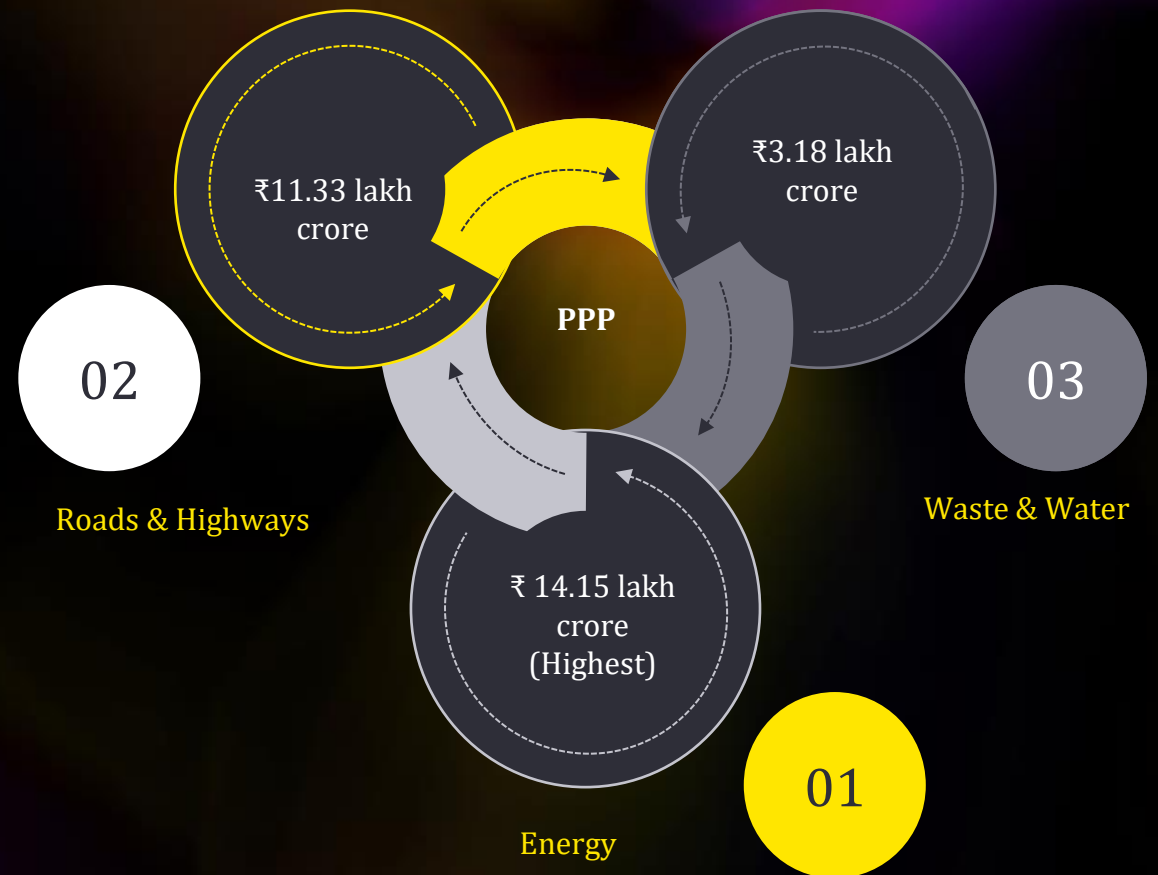 ₹11.33 lakh
crore
₹3.18 lakh
crore
PPP
02
Roads & Highways
03
Waste & Water
₹ 14.15 lakh
crore
(Highest)
01
Energy